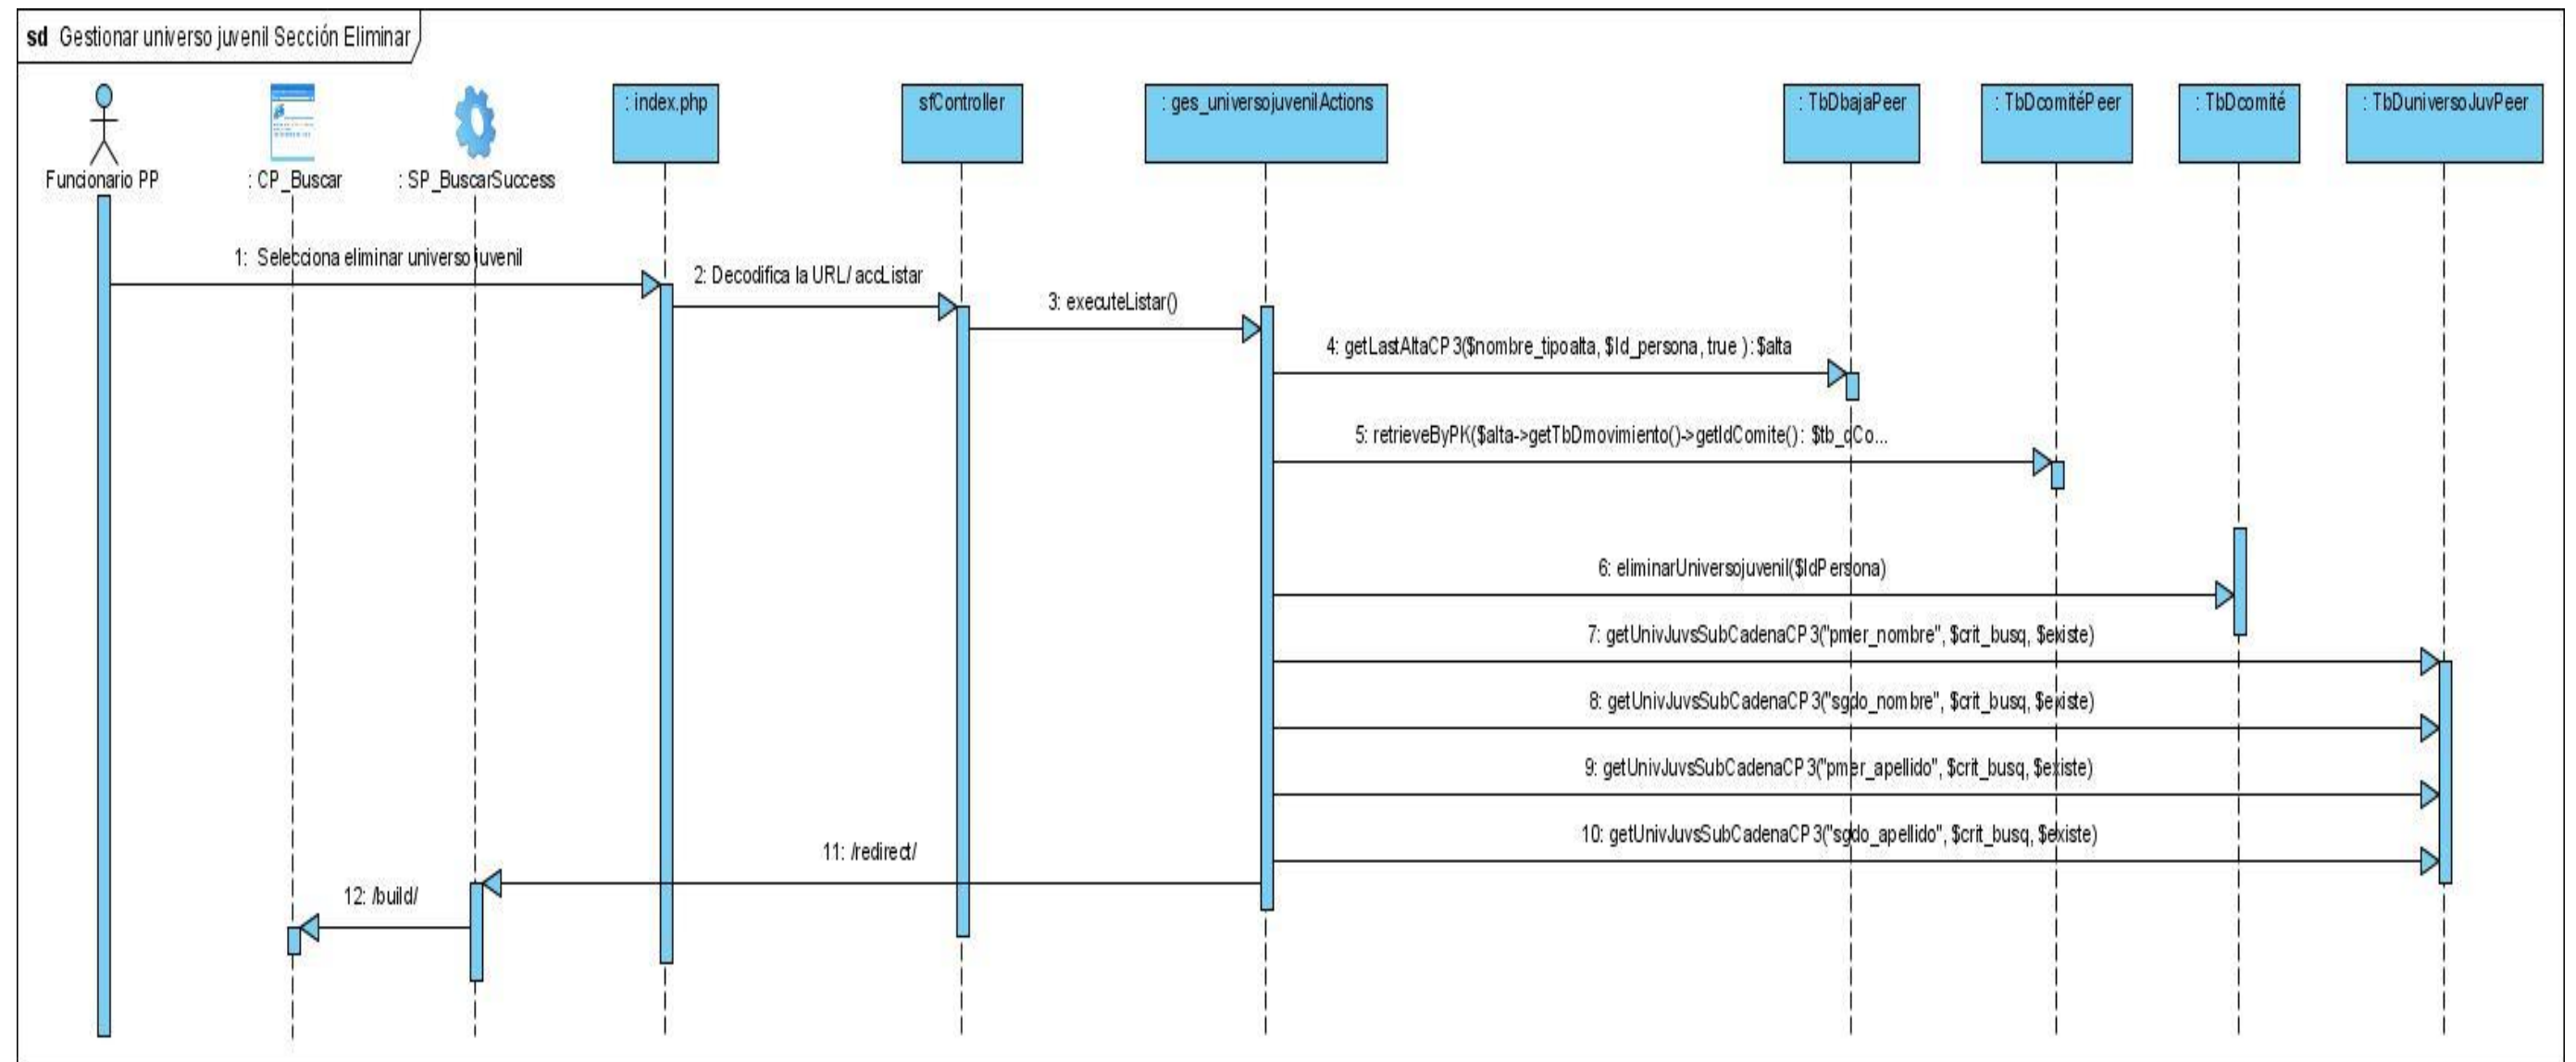 sd Gestionar universo juvenil Sección Eliminar
Funcionario PP
: CP_Buscar
: SP_BuscarSuccess
: index.php
sfController
: ges_universojuvenilActions
: TbDbajaPeer
: TbDcomitéPeer
: TbDcomité
: TbDuniversoJuvPeer
1: Selecciona eliminar universo juvenil
2: Decodifica la URL/ accListar
3: executeListar()
4: getLastAltaCP3($nombre_tipoalta, $Id_persona, true ): $alta
5: retrieveByPK($alta->getTbDmovimiento()->getIdComite() : $tb_dCo...
6: eliminarUniversojuvenil($IdPersona)
7: getUnivJuvsSubCadenaCP3("pmer_nombre", $crit_busq, $existe)
8: getUnivJuvsSubCadenaCP3("sgdo_nombre", $crit_busq, $existe)
9: getUnivJuvsSubCadenaCP3("pmer_apellido", $crit_busq, $existe)
10: getUnivJuvsSubCadenaCP3("sgdo_apellido", $crit_busq, $existe)
11: /redirect/
12: /build/